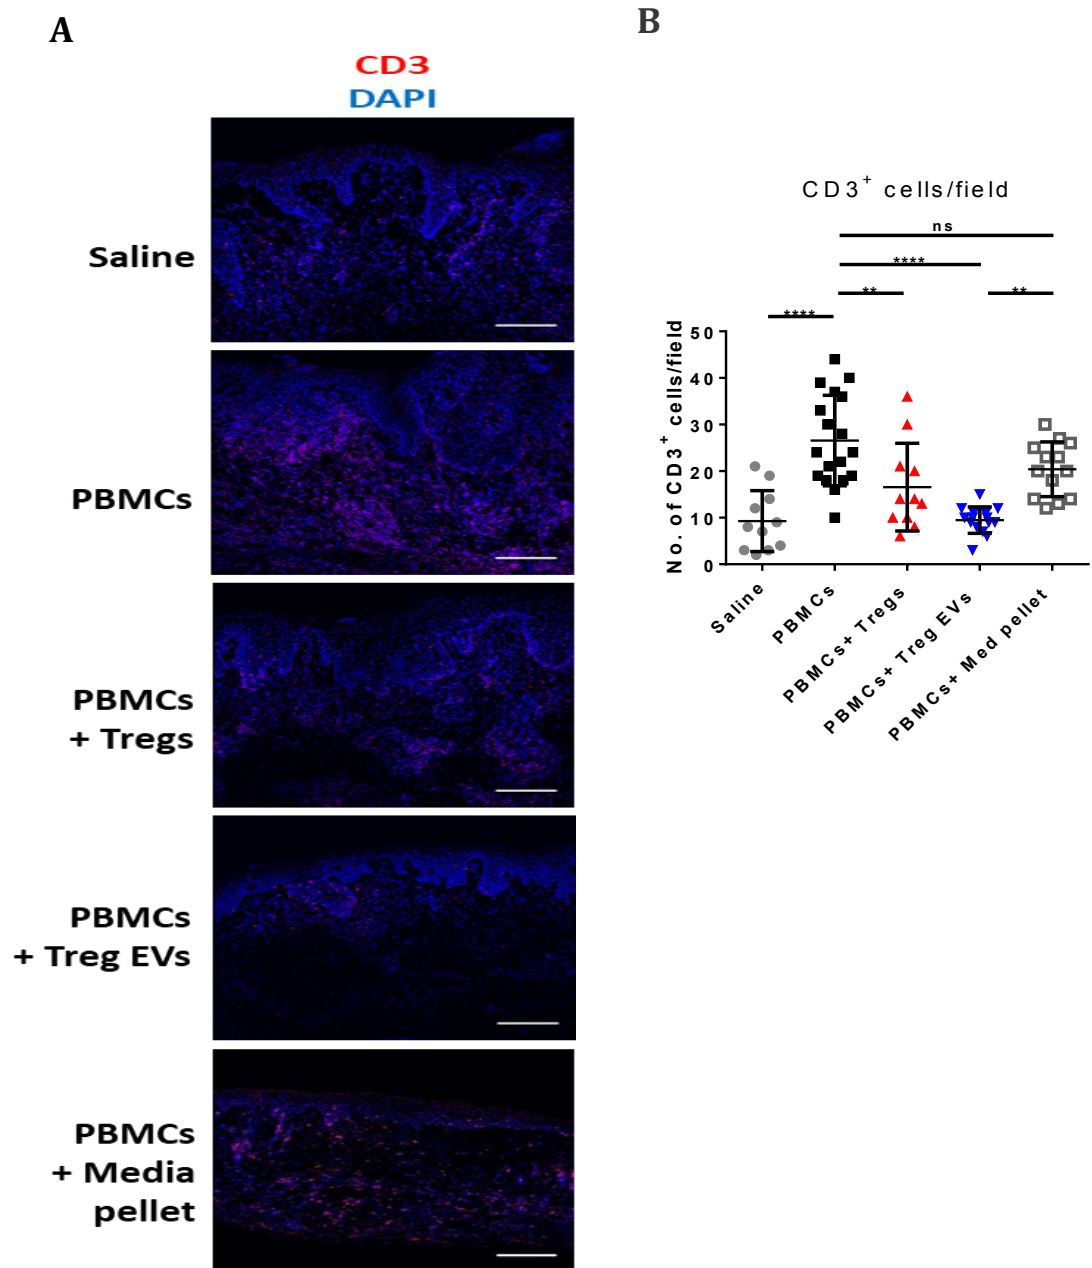 A
CD3
DAPI
Saline
PBMCs
PBMCs
+ Tregs
PBMCs
+ Treg EVs
PBMCs
+ Media
pellet
B
CD3+ cells/field
ns
****
**
**
****
No. of CD3+ cells/field
50
40
30
20
10
0
Saline
PBMCs
PBMCs+ Tregs
PBMCs+ Treg EVs
PBMCs+ Med pellet